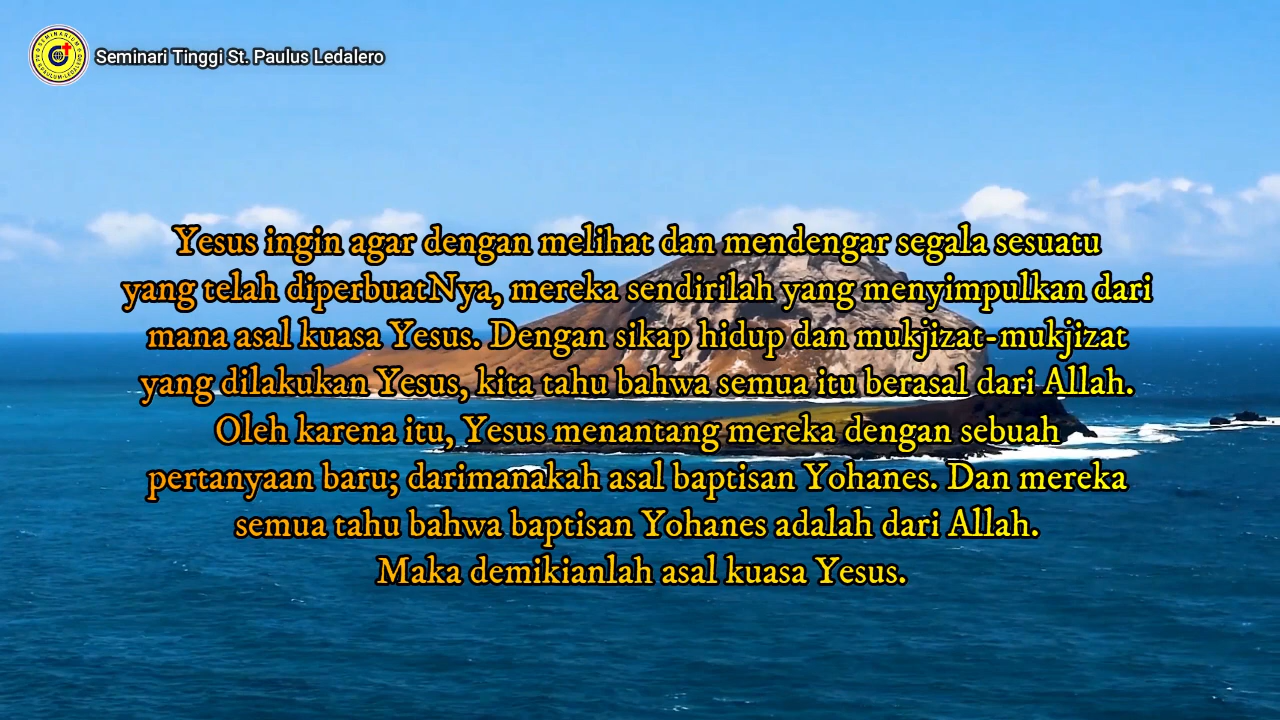 Seminari Tinggi St. Paulus Ledalero
Yesus ingin agar dengan melihat dan mendengar segala sesuatu
yang telah diperbuatNya, mereka sendirilah yang menyimpulkan dari
mana asal kuasa Yesus. Dengan sikap hidup dan mukjizat-mukjizat
yang dilakukan Yesus, kita tahu bahwa semua itu berasal dari Allah.
Oleh karena itu, Yesus menantang mereka dengan sebuah
pertanyaan baru; darimanakah asal baptisan Yohanes. Dan mereka
semua tahu bahwa baptisan Yohanes adalah dari Allah.
Maka demikianlah asal kuasa Yesus.